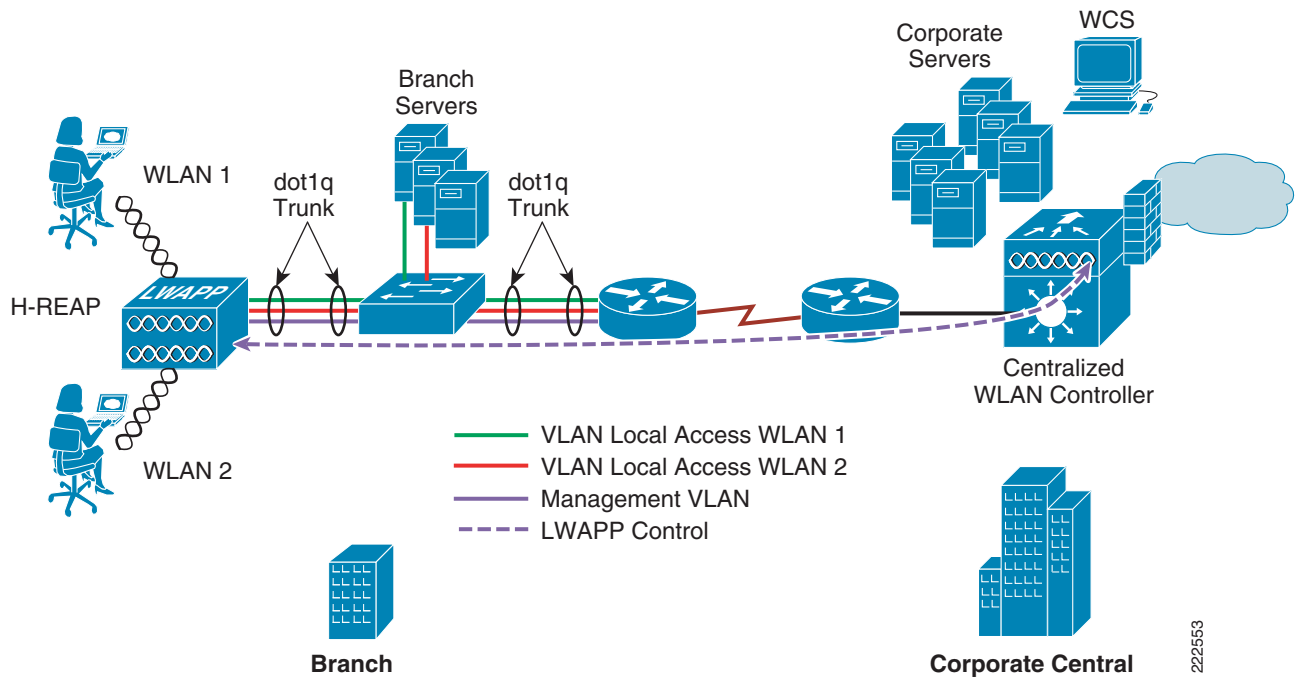 WCS
Corporate
Servers
Branch
Servers
WLAN 1
dot1q
Trunk
dot1q
Trunk
LWAPP
H-REAP
Centralized
WLAN Controller
WLAN 2
VLAN Local Access WLAN 1
VLAN Local Access WLAN 2
Management VLAN
LWAPP Control
Branch
Corporate Central
222553